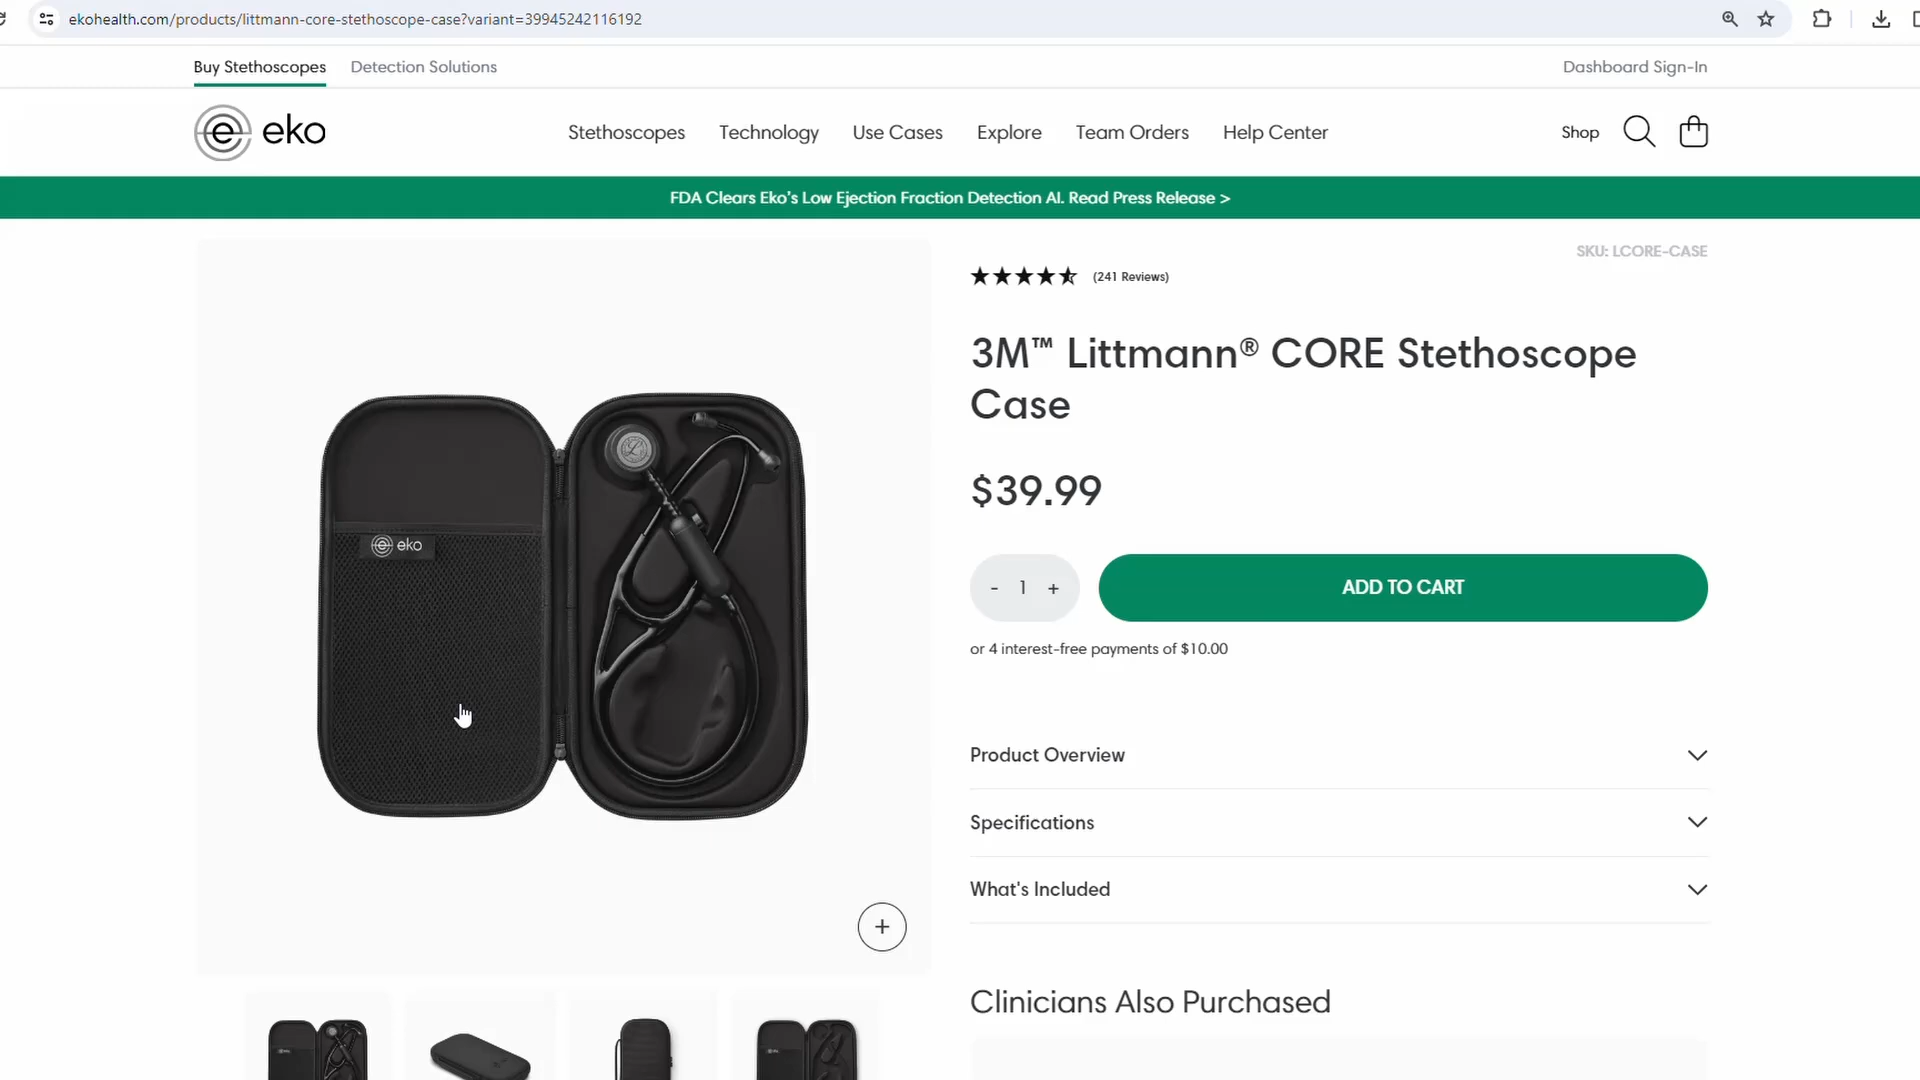 ekohealth.com/products/littmann-core-stethoscope-case?variant=39945242116192
Buy Stethoscopes
Detection Solutions
Dashboard Sign-In
eko
Stethoscopes
Technology
Use Cases
Explore
Team Orders
Help Center
Shop
FDA Clears Eko's Low Ejection Fraction Detection AI. Read Press Release >
SKU: LCORE-CASE
(241 Reviews)
3M™ Littmann® CORE Stethoscope
Case
$39.99
- 1 +
ADD TO CART
or 4 interest-free payments of $10.00
eko
Product Overview
Specifications
What's Included
Clinicians Also Purchased